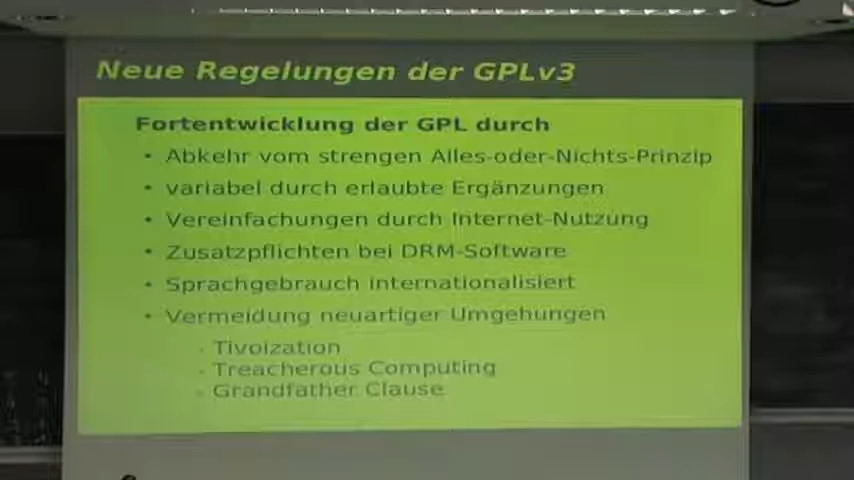 Neue Regelungen der GPLv3
Fortentwicklung der GPL durch
• Abkehr vom strengen Alles-oder-Nichts-Prinzip
• variabel durch erlaubte Ergänzungen
• Vereinfachungen durch Internet-Nutzung
• Zusatzpflichten bei DRM-Software
• Sprachgebrauch internationalisiert
• Vermeidung neuartiger Umgehungen
- Tivoization
- Treacherous Computing
- Grandfather Clause